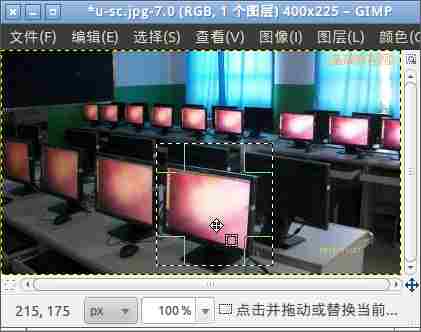 *u-sc.jpg-7.0 (RGB, 1 个图层) 400x225 – GIMP
文件(F) 编辑(E) 选择(S) 查看(V) 图像(I) 图层(L) 颜色(C
215, 175 px 100 % 点击并拖动或替换当前...